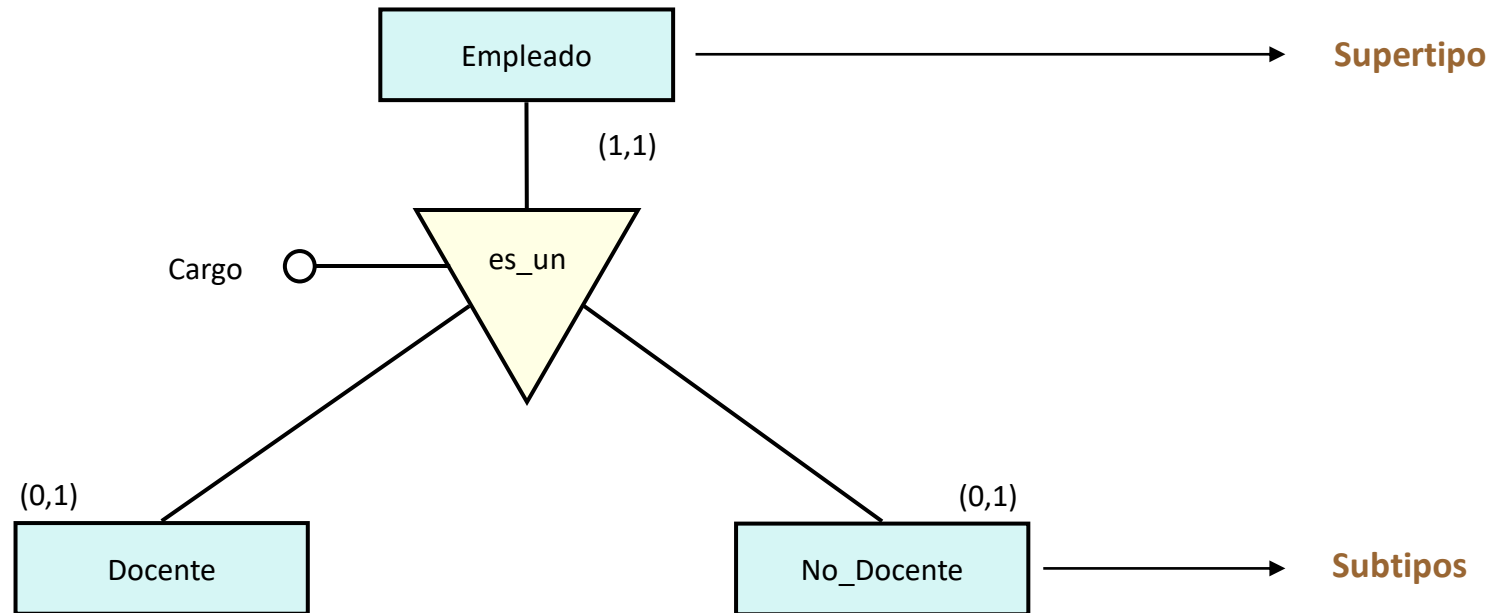 Empleado
Supertipo
(1,1)
es_un
Cargo
(0,1)
(0,1)
Docente
No_Docente
Subtipos